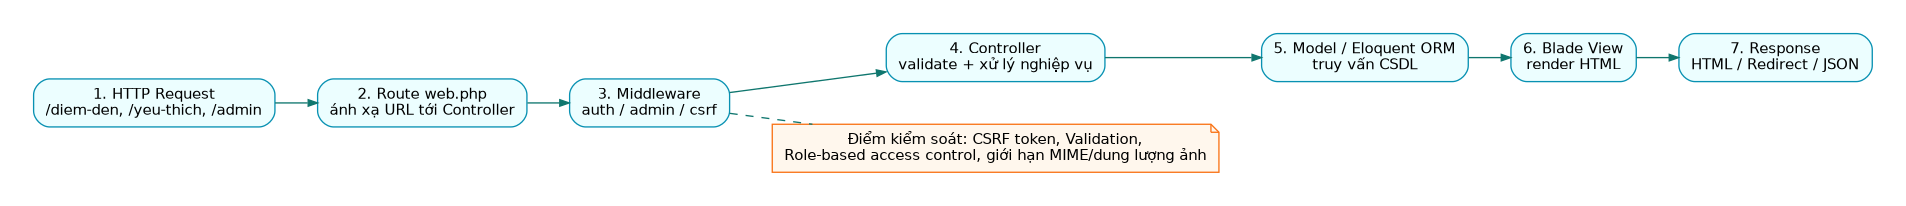 1. HTTP Request
/diem-den, /yeu-thich, /admin
2. Route web.php
ánh xạ URL tới Controller
3. Middleware
auth / admin / csrf
4. Controller
validate + xử lý nghiệp vụ
5. Model / Eloquent ORM
truy vấn CSDL
6. Blade View
render HTML
7. Response
HTML / Redirect / JSON
Điểm kiểm soát: CSRF token, Validation,
Role-based access control, giới hạn MIME/dung lượng ảnh